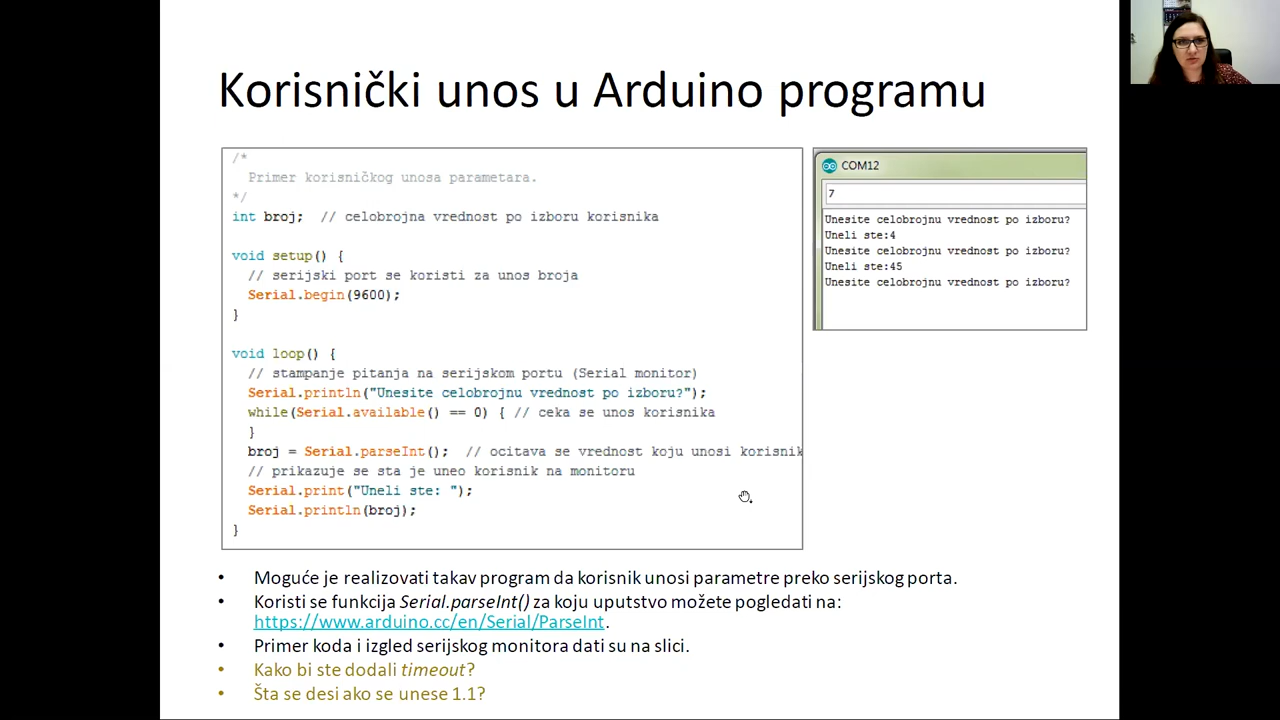 Korisnički unos u Arduino programu
/*
Primer korisničkog unosa parametara.
*/
int broj;  // celobrojna vrednost po izboru korisnika
void setup() {
// serijski port se koristi za unos broja
Serial.begin(9600);
}
void loop() {
// stampanje pitanja na serijskom portu (Serial monitor)
Serial.println("Unesite celobrojnu vrednost po izboru?");
while(Serial.available() == 0) { // ceka se unos korisnika
}
broj = Serial.parseInt();  // ocitava se vrednost koju unosi korisnik
// prikazuje se sta je uneo korisnik na monitoru
Serial.print("Uneli ste: ");
Serial.println(broj);
}
COM12
7
Unesite celobrojnu vrednost po izboru?
Uneli ste:4
Unesite celobrojnu vrednost po izboru?
Uneli ste:45
Unesite celobrojnu vrednost po izboru?
• Moguće je realizovati takav program da korisnik unosi parametre preko serijskog porta.
• Koristi se funkcija Serial.parseInt() za koju uputstvo možete pogledati na:
https://www.arduino.cc/en/Serial/ParseInt.
• Primer koda i izgled serijskog monitora dati su na slici.
• Kako bi ste dodali timeout?
• Šta se desi ako se unese 1.1?